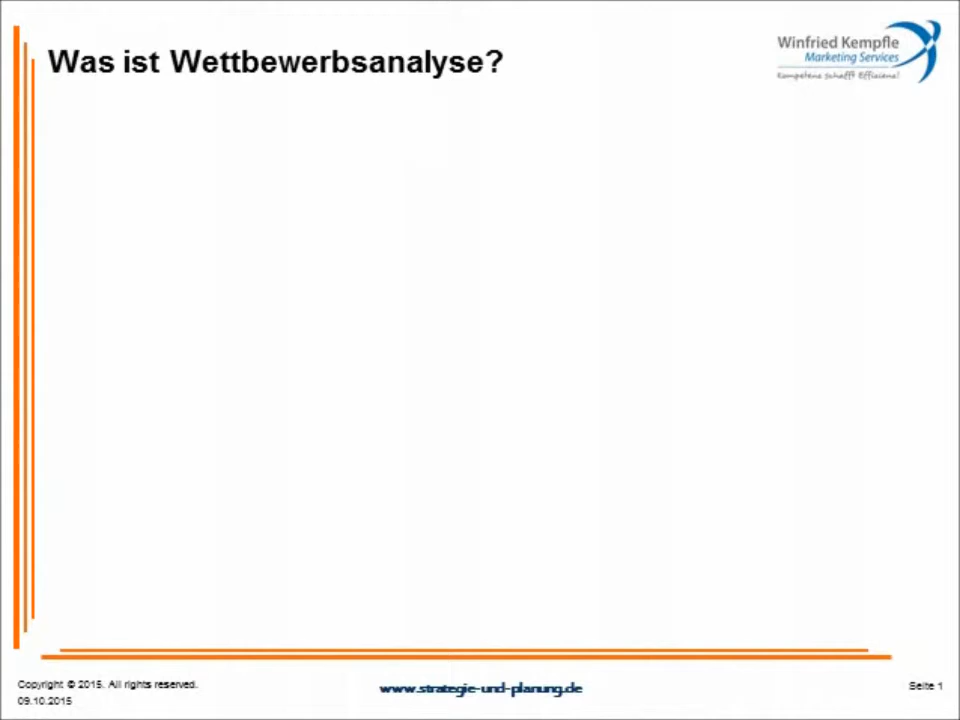 Was ist Wettbewerbsanalyse?
Winfried Kempfle
Marketing Services
Kompetenz schafft Effizienz!
Copyright © 2015. All rights reserved.
09.10.2015
www.strategie-und-planung.de
Seite 1